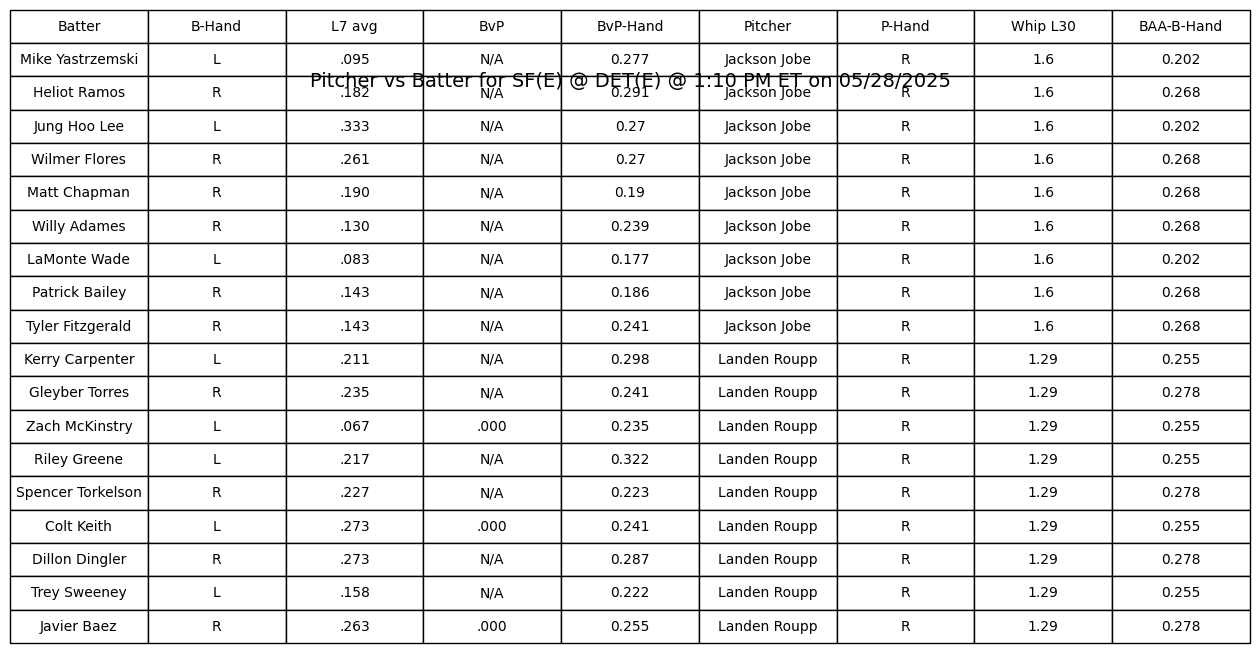 Batter B-Hand L7 avg BvP BvP-Hand Pitcher P-Hand Whip L30 BAA-B-Hand
Mike Yastrzemski L .095 N/A 0.277 Jackson Jobe R 1.6 0.202
Pitcher vs Batter for SF(E) @ DET(E) @ 1:10 PM ET on 05/28/2025
Heliot Ramos R .182 N/A 0.291 Jackson Jobe R 1.6 0.268
Jung Hoo Lee L .333 N/A 0.27 Jackson Jobe R 1.6 0.202
Wilmer Flores R .261 N/A 0.27 Jackson Jobe R 1.6 0.268
Matt Chapman R .190 N/A 0.19 Jackson Jobe R 1.6 0.268
Willy Adames R .130 N/A 0.239 Jackson Jobe R 1.6 0.268
LaMonte Wade L .083 N/A 0.177 Jackson Jobe R 1.6 0.202
Patrick Bailey R .143 N/A 0.186 Jackson Jobe R 1.6 0.268
Tyler Fitzgerald R .143 N/A 0.241 Jackson Jobe R 1.6 0.268
Kerry Carpenter L .211 N/A 0.298 Landen Roupp R 1.29 0.255
Gleyber Torres R .235 N/A 0.241 Landen Roupp R 1.29 0.278
Zach McKinstry L .067 .000 0.235 Landen Roupp R 1.29 0.255
Riley Greene L .217 N/A 0.322 Landen Roupp R 1.29 0.255
Spencer Torkelson R .227 N/A 0.223 Landen Roupp R 1.29 0.278
Colt Keith L .273 .000 0.241 Landen Roupp R 1.29 0.255
Dillon Dingler R .273 N/A 0.287 Landen Roupp R 1.29 0.278
Trey Sweeney L .158 N/A 0.222 Landen Roupp R 1.29 0.255
Javier Baez R .263 .000 0.255 Landen Roupp R 1.29 0.278